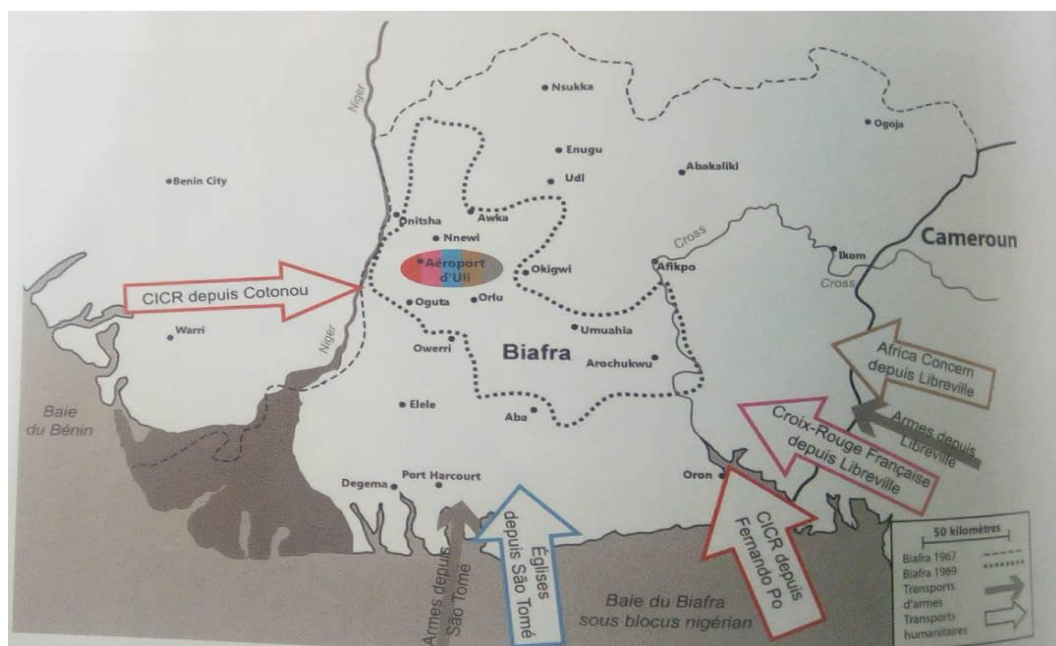 Niger
Nsukka
Ogoja
Enugu
Abakaliki
Benin City
Udi
Onitsha
Awka
Cross
Cameroun
Nnewi
Ikom
Aéroport
d'Uli
Okigwi
Afikpo
Cross
CICR depuis Cotonou
Oguta
Orlu
Umuahia
Warri
Niger
Owerri
Biafra
Arochukwu
Africa Concern
depuis Libreville
Baie
du Bénin
Elele
Aba
Armes depuis
Libreville
Croix-Rouge Française
depuis Libreville
Degema
Port Harcourt
Oron
Armes depuis
São Tomé
Églises
depuis São Tomé
CICR depuis
Fernando Po
Baie du Biafra
sous blocus nigérian
50 kilomètres
Biafra 1967
Biafra 1969
Transports
d'armes
Transports
humanitaires